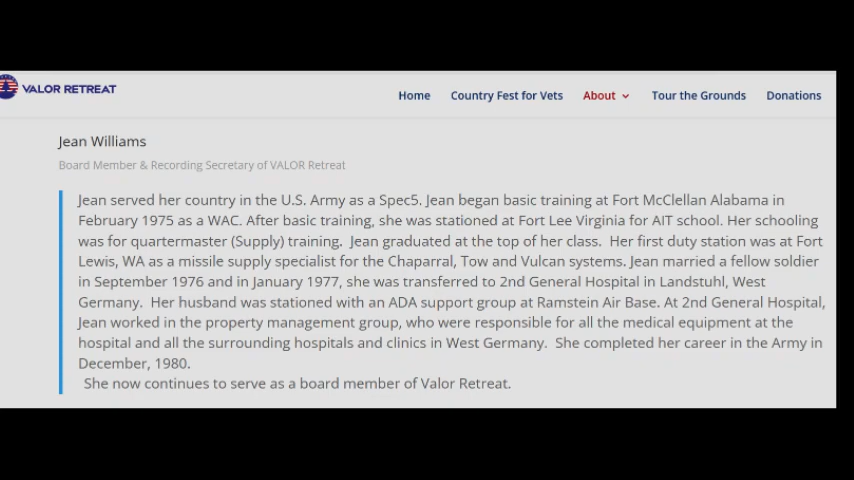 VALOR RETREAT
Home Country Fest for Vets About Tour the Grounds Donations
Jean Williams
Board Member & Recording Secretary of VALOR Retreat
Jean served her country in the U.S. Army as a Spec5. Jean began basic training at Fort McClellan Alabama in
February 1975 as a WAC. After basic training, she was stationed at Fort Lee Virginia for AIT school. Her schooling
was for quartermaster (Supply) training. Jean graduated at the top of her class. Her first duty station was at Fort
Lewis, WA as a missile supply specialist for the Chaparral, Tow and Vulcan systems. Jean married a fellow soldier
in September 1976 and in January 1977, she was transferred to 2nd General Hospital in Landstuhl, West
Germany. Her husband was stationed with an ADA support group at Ramstein Air Base. At 2nd General Hospital,
Jean worked in the property management group, who were responsible for all the medical equipment at the
hospital and all the surrounding hospitals and clinics in West Germany. She completed her career in the Army in
December, 1980.
She now continues to serve as a board member of Valor Retreat.